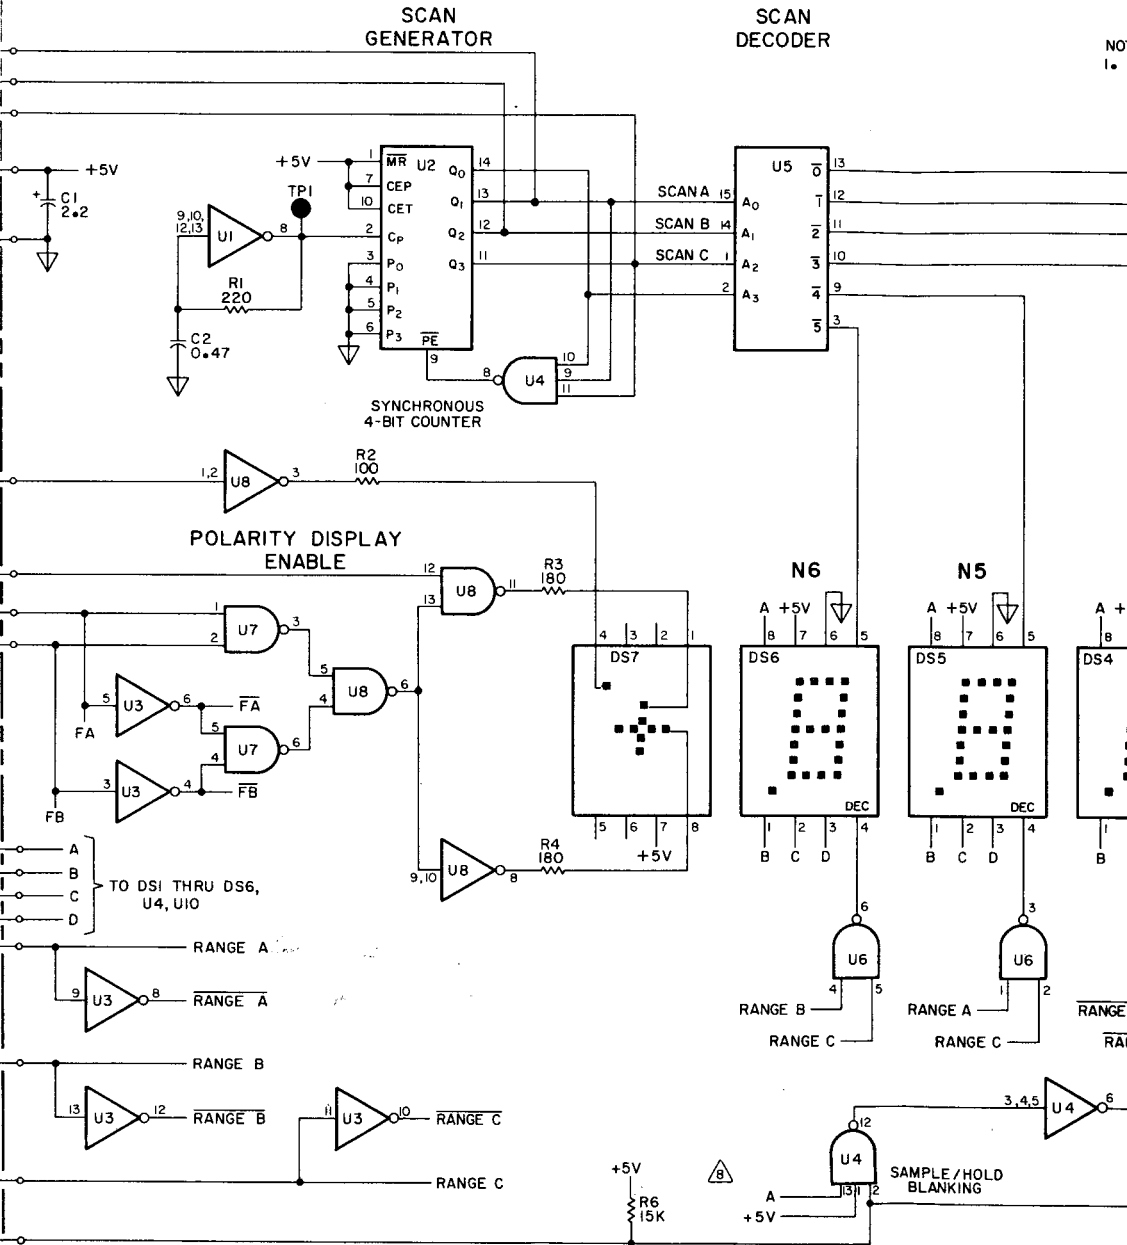 SCAN
GENERATOR
SCAN
DECODER
1.
+5V
+
C1
2.2
+5V
TP1
9,10,
12,13
U1
8
R1
220
C2
0.47
1
7
10
2
3
4
5
6
MR
CEP
CET
CP
P0
P1
P2
P3
PE
9
U2
Q0
Q1
Q2
Q3
14
13
12
11
SCAN A
SCAN B
SCAN C
15
14
1
2
A0
A1
A2
A3
U5
0
1
2
3
4
5
13
12
11
10
9
3
8
U4
10
9
11
SYNCHRONOUS
4-BIT COUNTER
1,2
U8
3
R2
100
POLARITY DISPLAY
ENABLE
12
13
U8
11
R3
180
1
2
U7
3
5
4
U8
6
5
U3
6
FA
FA
5
4
U7
6
3
U3
4
FB
FB
9,10
U8
8
R4
180
4
3
2
1
DS7
5
6
7
8
+5V
N6
A +5V
8
7
6
5
DS6
DEC
1
2
3
4
B
C
D
6
U6
4
5
RANGE B
RANGE C
N5
A +5V
8
7
6
5
DS5
DEC
1
2
3
4
B
C
D
3
U6
1
2
RANGE A
RANGE C
A +
8
DS4
1
B
RANGE
A
B
C
D
TO DS1 THRU DS6,
U4, U10
RANGE A
9
U3
8
RANGE A
RANGE B
13
U3
12
RANGE B
11
U3
10
RANGE C
RANGE C
+5V
R6
15K
8
12
U4
13
1
2
A
+5V
SAMPLE/HOLD
BLANKING
3,4,5
U4
6